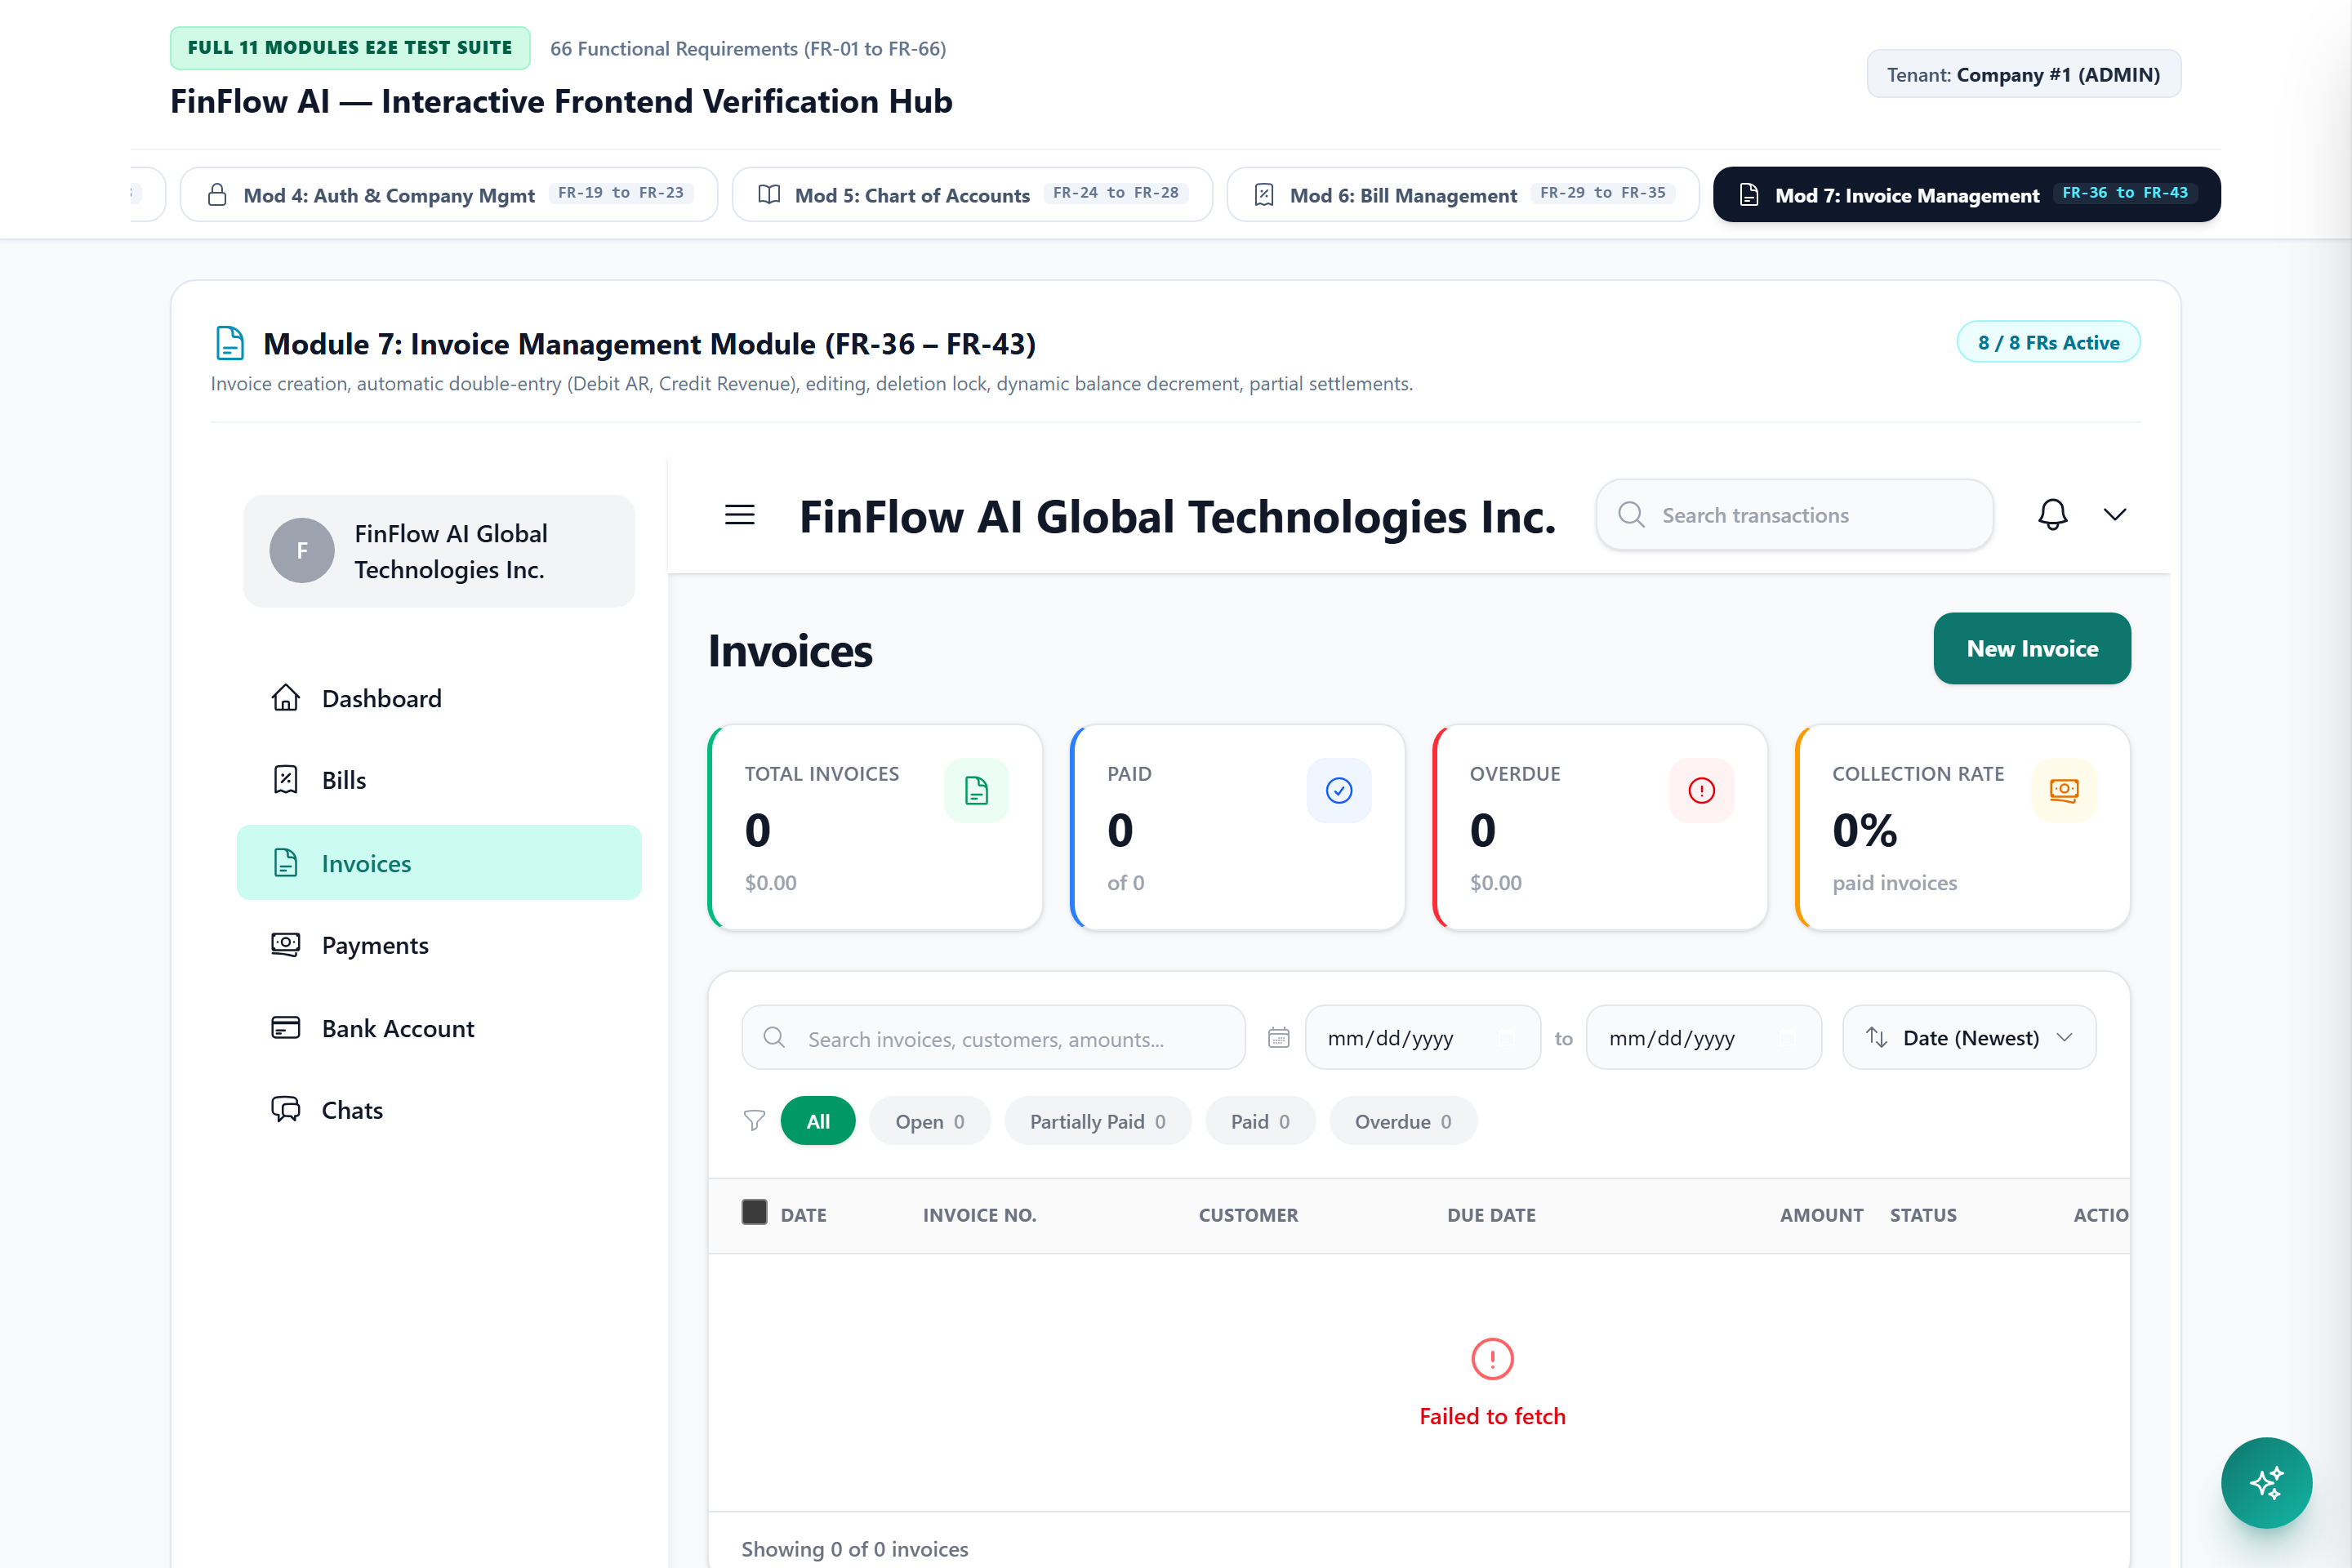 FULL 11 MODULES E2E TEST SUITE
66 Functional Requirements (FR-01 to FR-66)
FinFlow AI — Interactive Frontend Verification Hub
Tenant: Company #1 (ADMIN)
Mod 4: Auth & Company Mgmt FR-19 to FR-23
Mod 5: Chart of Accounts FR-24 to FR-28
Mod 6: Bill Management FR-29 to FR-35
Mod 7: Invoice Management FR-36 to FR-43
Module 7: Invoice Management Module (FR-36 – FR-43)
8 / 8 FRs Active
Invoice creation, automatic double-entry (Debit AR, Credit Revenue), editing, deletion lock, dynamic balance decrement, partial settlements.
F
FinFlow AI Global
Technologies Inc.
Dashboard
Bills
Invoices
Payments
Bank Account
Chats
FinFlow AI Global Technologies Inc.
Search transactions
Invoices
New Invoice
TOTAL INVOICES
0
$0.00
PAID
0
of 0
OVERDUE
0
$0.00
COLLECTION RATE
0%
paid invoices
Search invoices, customers, amounts...
mm/dd/yyyy
to
mm/dd/yyyy
Date (Newest)
All
Open 0
Partially Paid 0
Paid 0
Overdue 0
DATE
INVOICE NO.
CUSTOMER
DUE DATE
AMOUNT
STATUS
ACTIO
Failed to fetch
Showing 0 of 0 invoices